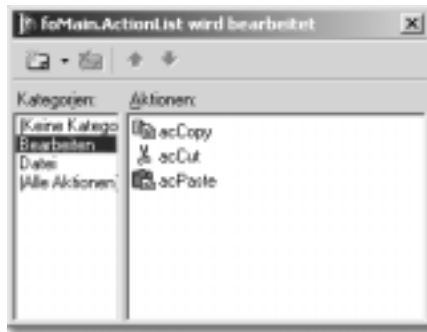 foMain.ActionList wird bearbeitet
Kategorien:
Aktionen:
(Keine Katego
Bearbeiten
Datei
(Alle Aktionen)
acCopy
acCut
acPaste